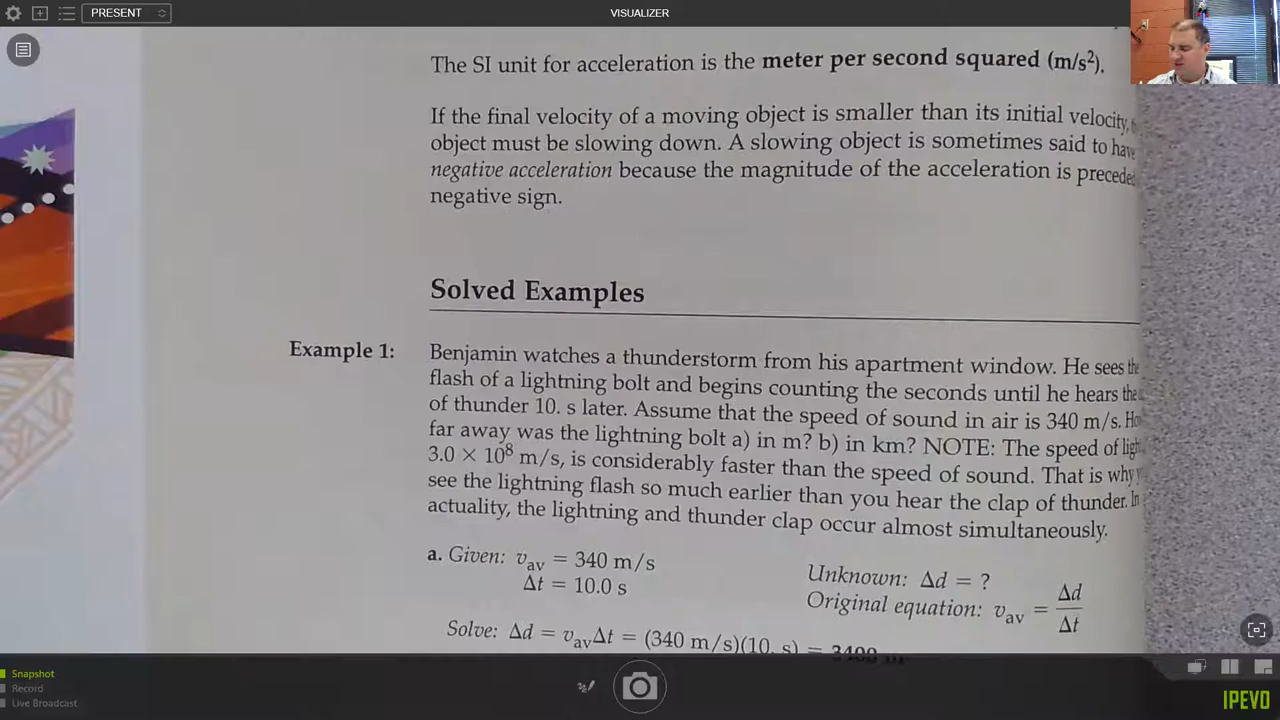 PRESENT
VISUALIZER
The SI unit for acceleration is the meter per second squared (m/s²).
If the final velocity of a moving object is smaller than its initial velocity,
object must be slowing down. A slowing object is sometimes said to have
negative acceleration because the magnitude of the acceleration is
negative sign.
Solved Examples
Example 1: Benjamin watches a thunderstorm from his apartment window. He sees the
flash of a lightning bolt and begins counting the seconds until he hears the
of thunder 10. s later. Assume that the speed of sound in air is 340 m/s.
far away was the lightning bolt a) in m? b) in km? NOTE: The speed of
3.0 × 10⁸ m/s, is considerably faster than the speed of sound. That is why
see the lightning flash so much earlier than you hear the clap of thunder. In
actuality, the lightning and thunder clap occur almost simultaneously.
a. Given: vav = 340 m/s
Δt = 10.0 s
Unknown: Δd = ?
Original equation: vav = Δd/Δt
Solve: Δd = vavΔt = (340 m/s)(10. s) = 3400 m
Snapshot
Record
Live Broadcast
IPEVO